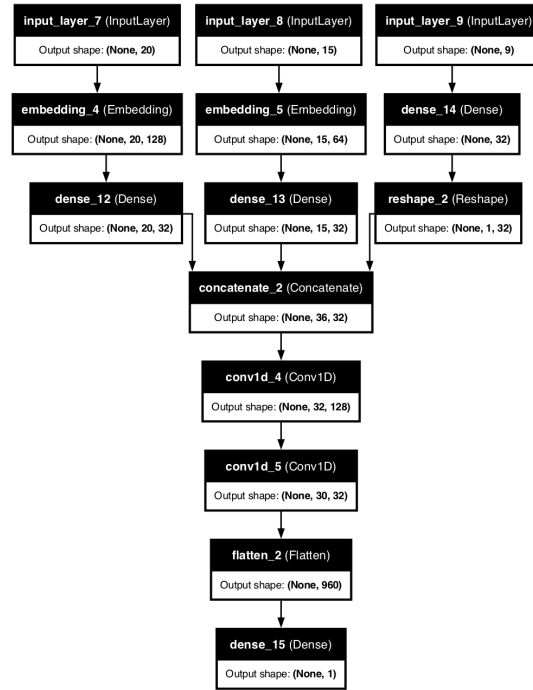 input_layer_7 (InputLayer)
Output shape: (None, 20)
input_layer_8 (InputLayer)
Output shape: (None, 15)
input_layer_9 (InputLayer)
Output shape: (None, 9)
embedding_4 (Embedding)
Output shape: (None, 20, 128)
embedding_5 (Embedding)
Output shape: (None, 15, 64)
dense_14 (Dense)
Output shape: (None, 32)
dense_12 (Dense)
Output shape: (None, 20, 32)
dense_13 (Dense)
Output shape: (None, 15, 32)
reshape_2 (Reshape)
Output shape: (None, 1, 32)
concatenate_2 (Concatenate)
Output shape: (None, 36, 32)
conv1d_4 (Conv1D)
Output shape: (None, 32, 128)
conv1d_5 (Conv1D)
Output shape: (None, 30, 32)
flatten_2 (Flatten)
Output shape: (None, 960)
dense_15 (Dense)
Output shape: (None, 1)